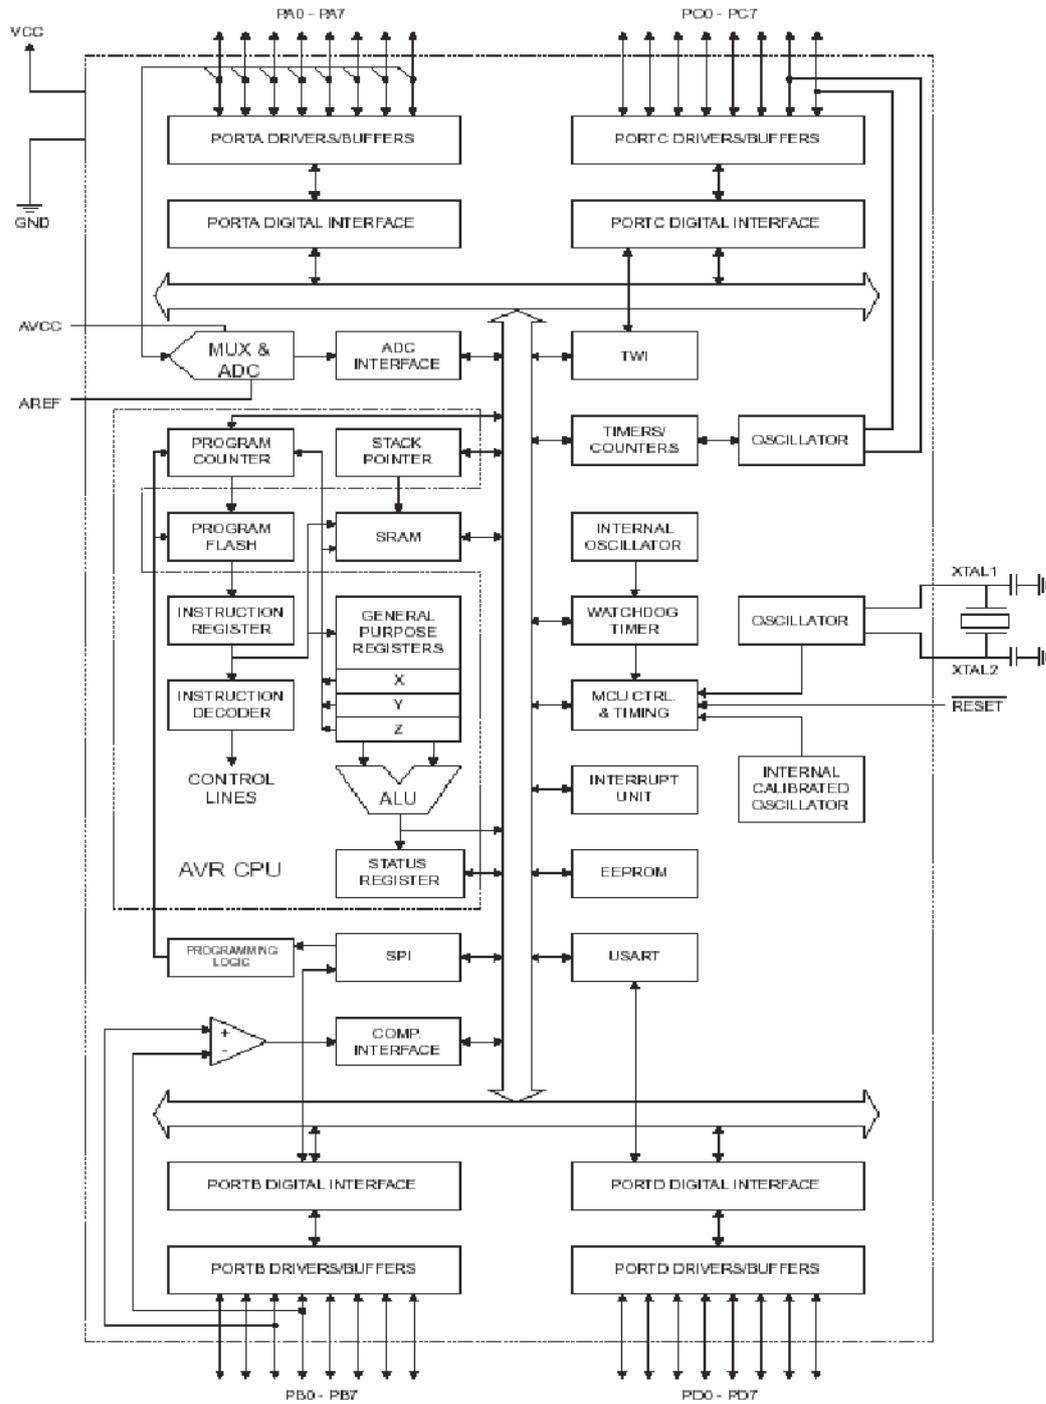 PA0 - PA7
PC0 - PC7
VCC
PORTA DRIVERS/BUFFERS
PORTC DRIVERS/BUFFERS
GND
PORTA DIGITAL INTERFACE
PORTC DIGITAL INTERFACE
AVCC
MUX &
ADC
ADC
INTERFACE
TWI
AREF
PROGRAM
COUNTER
STACK
POINTER
TIMERS/
COUNTERS
OSCILLATOR
PROGRAM
FLASH
SRAM
INTERNAL
OSCILLATOR
XTAL1
INSTRUCTION
REGISTER
GENERAL
PURPOSE
REGISTERS
WATCHDOG
TIMER
OSCILLATOR
XTAL2
X
INSTRUCTION
DECODER
Y
MCU CTRL.
& TIMING
RESET
Z
CONTROL
LINES
ALU
INTERRUPT
UNIT
INTERNAL
CALIBRATED
OSCILLATOR
AVR CPU
STATUS
REGISTER
EEPROM
PROGRAMMING
LOGIC
SPI
USART
+
-
COMP.
INTERFACE
PORTB DIGITAL INTERFACE
PORTD DIGITAL INTERFACE
PORTB DRIVERS/BUFFERS
PORTD DRIVERS/BUFFERS
PB0 - PB7
PD0 - PD7